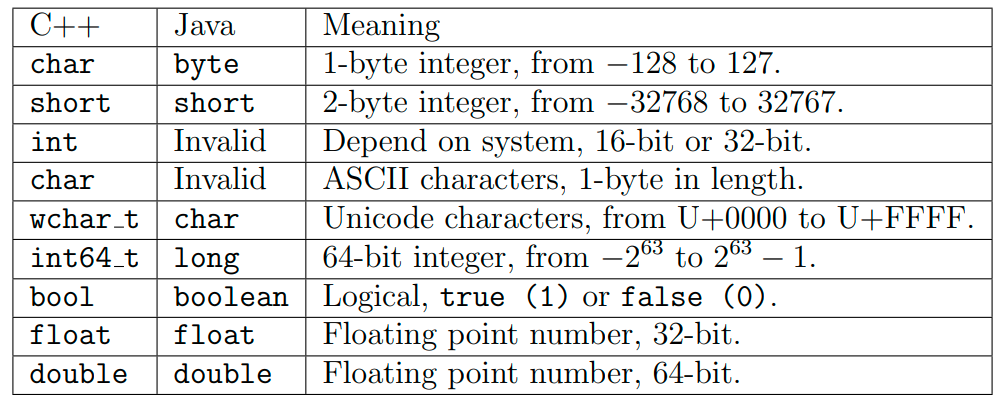 C++ Java Meaning
char byte 1-byte integer, from −128 to 127.
short short 2-byte integer, from −32768 to 32767.
int Invalid Depend on system, 16-bit or 32-bit.
char Invalid ASCII characters, 1-byte in length.
wchar_t char Unicode characters, from U+0000 to U+FFFF.
int64_t long 64-bit integer, from −2^63 to 2^63 − 1.
bool boolean Logical, true (1) or false (0).
float float Floating point number, 32-bit.
double double Floating point number, 64-bit.